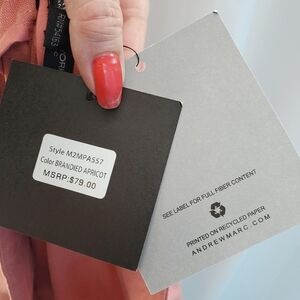 Style M2MPA557
Color BRANDIED APRICOT
MSRP:$79.00
SEE LABEL FOR FULL FIBER CONTENT
PRINTED ON RECYCLED PAPER
ANDREWMARC.COM